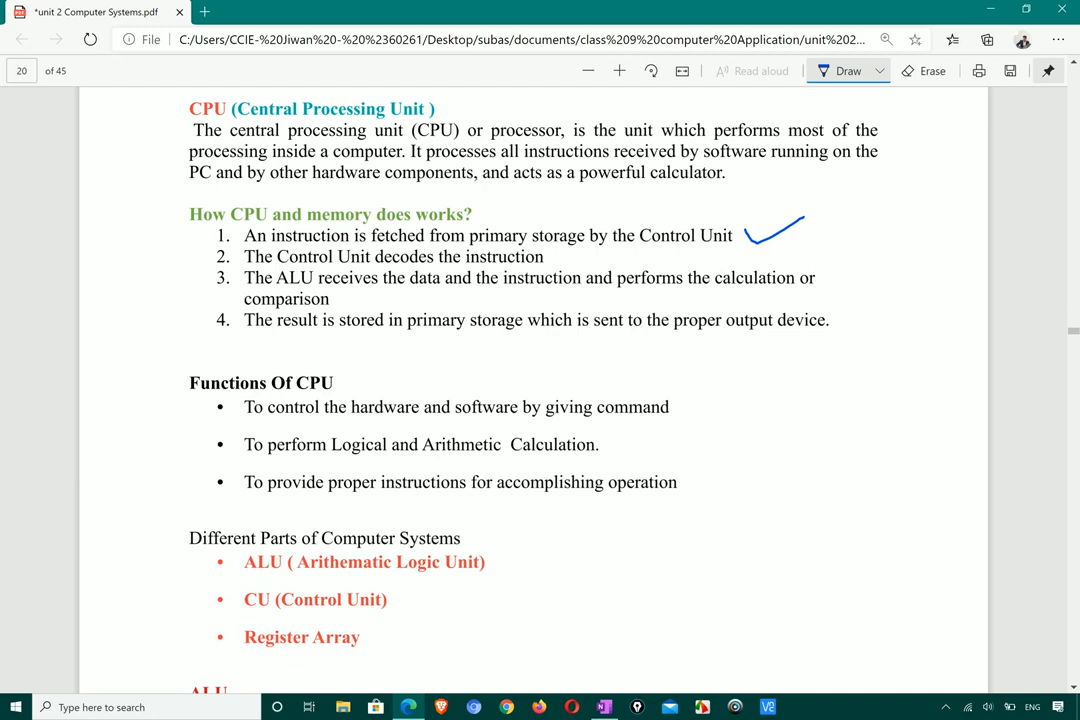 *unit 2 Computer Systems.pdf
File
C:/Users/CCIE-%20Jiwan%20-%20%2360261/Desktop/subas/documents/class%209%20computer%20Application/unit%202...
20 of 45
Read aloud
Draw
Erase
CPU (Central Processing Unit )
The central processing unit (CPU) or processor, is the unit which performs most of the
processing inside a computer. It processes all instructions received by software running on the
PC and by other hardware components, and acts as a powerful calculator.
How CPU and memory does works?
1. An instruction is fetched from primary storage by the Control Unit
2. The Control Unit decodes the instruction
3. The ALU receives the data and the instruction and performs the calculation or
comparison
4. The result is stored in primary storage which is sent to the proper output device.
Functions Of CPU
• To control the hardware and software by giving command
• To perform Logical and Arithmetic Calculation.
• To provide proper instructions for accomplishing operation
Different Parts of Computer Systems
• ALU ( Arithematic Logic Unit)
• CU (Control Unit)
• Register Array
ALU
Type here to search
ENG